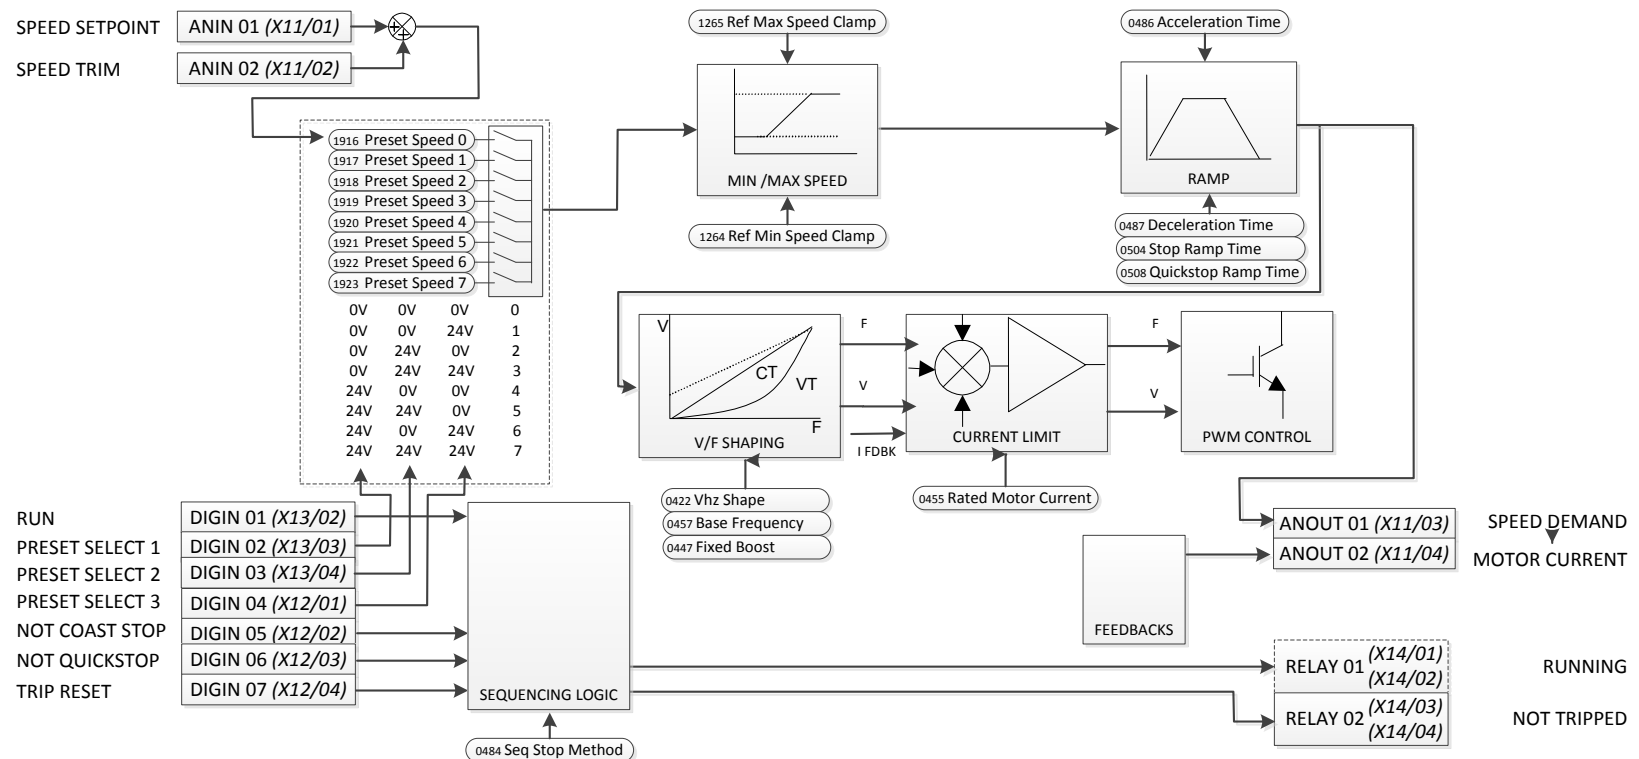 SPEED SETPOINT ANIN 01 (X11/01)
SPEED TRIM ANIN 02 (X11/02)
+
+
1265 Ref Max Speed Clamp
0486 Acceleration Time
1916 Preset Speed 0
1917 Preset Speed 1
1918 Preset Speed 2
1919 Preset Speed 3
1920 Preset Speed 4
1921 Preset Speed 5
1922 Preset Speed 6
1923 Preset Speed 7
0V 0V 0V 0
0V 0V 24V 1
0V 24V 0V 2
0V 24V 24V 3
24V 0V 0V 4
24V 24V 0V 5
24V 0V 24V 6
24V 24V 24V 7
MIN /MAX SPEED
1264 Ref Min Speed Clamp
RAMP
0487 Deceleration Time
0504 Stop Ramp Time
0508 Quickstop Ramp Time
V
CT
VT
F
V/F SHAPING
F
V
I FDBK
CURRENT LIMIT
F
V
PWM CONTROL
0422 Vhz Shape
0457 Base Frequency
0447 Fixed Boost
0455 Rated Motor Current
RUN DIGIN 01 (X13/02)
PRESET SELECT 1 DIGIN 02 (X13/03)
PRESET SELECT 2 DIGIN 03 (X13/04)
PRESET SELECT 3 DIGIN 04 (X12/01)
NOT COAST STOP DIGIN 05 (X12/02)
NOT QUICKSTOP DIGIN 06 (X12/03)
TRIP RESET DIGIN 07 (X12/04)
SEQUENCING LOGIC
0484 Seq Stop Method
FEEDBACKS
ANOUT 01 (X11/03) SPEED DEMAND
ANOUT 02 (X11/04) MOTOR CURRENT
RELAY 01 (X14/01)
(X14/02)
RUNNING
RELAY 02 (X14/03)
(X14/04)
NOT TRIPPED